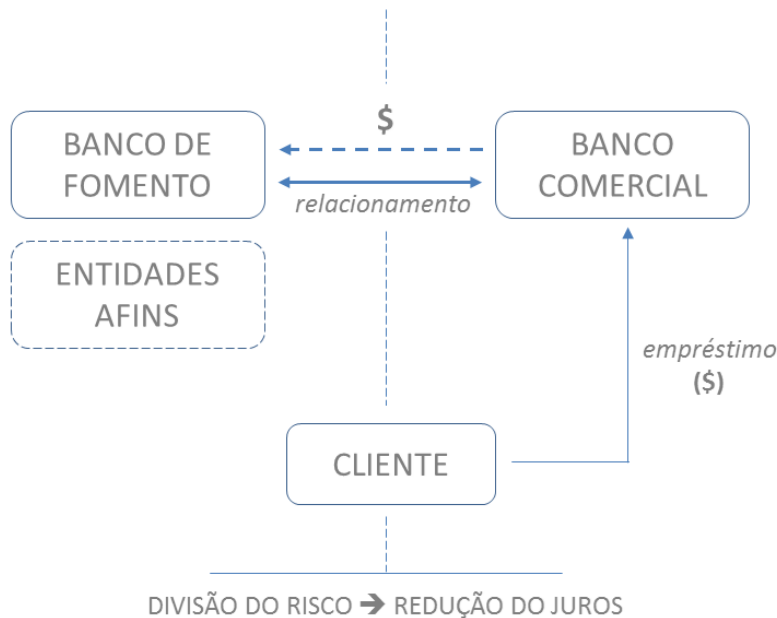 $
BANCO DE
FOMENTO
BANCO
COMERCIAL
relacionamento
ENTIDADES
AFINS
empréstimo
($)
CLIENTE
DIVISÃO DO RISCO ➔ REDUÇÃO DO JUROS